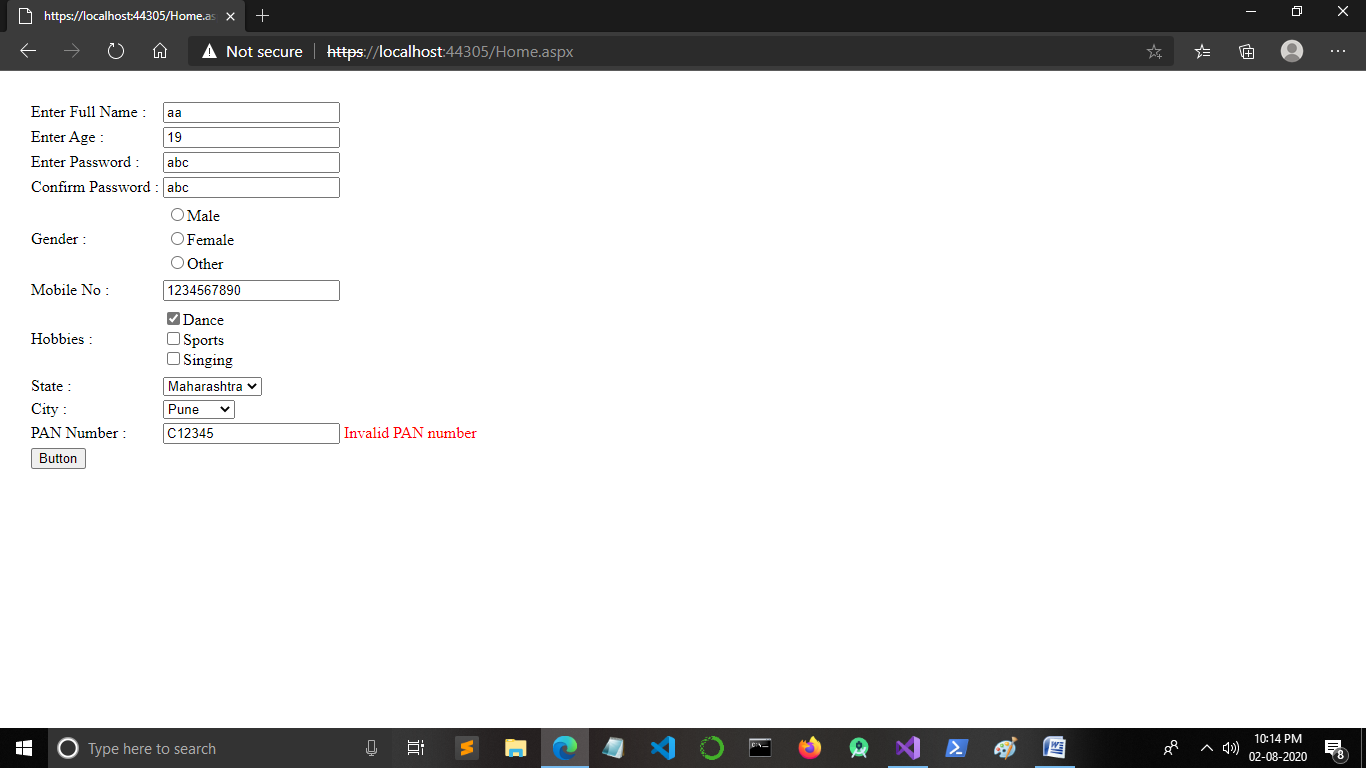 https://localhost:44305/Home.as
Not secure https://localhost:44305/Home.aspx
Enter Full Name : aa
Enter Age : 19
Enter Password : abc
Confirm Password : abc
Male
Gender : Female
Other
Mobile No : 1234567890
Dance
Hobbies : Sports
Singing
State : Maharashtra
City : Pune
PAN Number : C12345 Invalid PAN number
Button
Type here to search
10:14 PM
02-08-2020
8